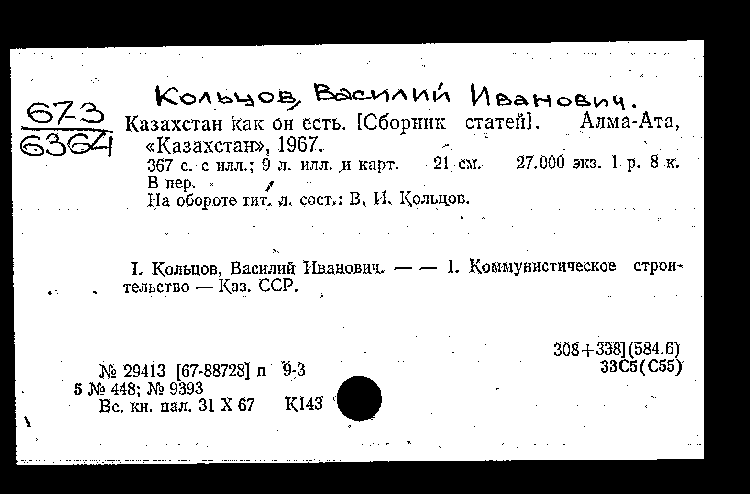 Кольцов, Василий Иванович.
673
6364
Казахстан как он есть. [Сборник статей]. Алма-Ата,
«Казахстан», 1967.
367 с. с илл.; 9 л. илл. и карт. 21 см. 27.000 экз. 1 р. 8 к.
В пер.
На обороте тит. л. сост.: В. И. Кольцов.
I. Кольцов, Василий Иванович. — — 1. Коммунистическое строи-
тельство — Каз. ССР.
308+338](584.6)
33С5(С55)
№ 29413 [67-88728] п 9-3
5 № 448; № 9393
Вс. кн. пал. 31 X 67 К143